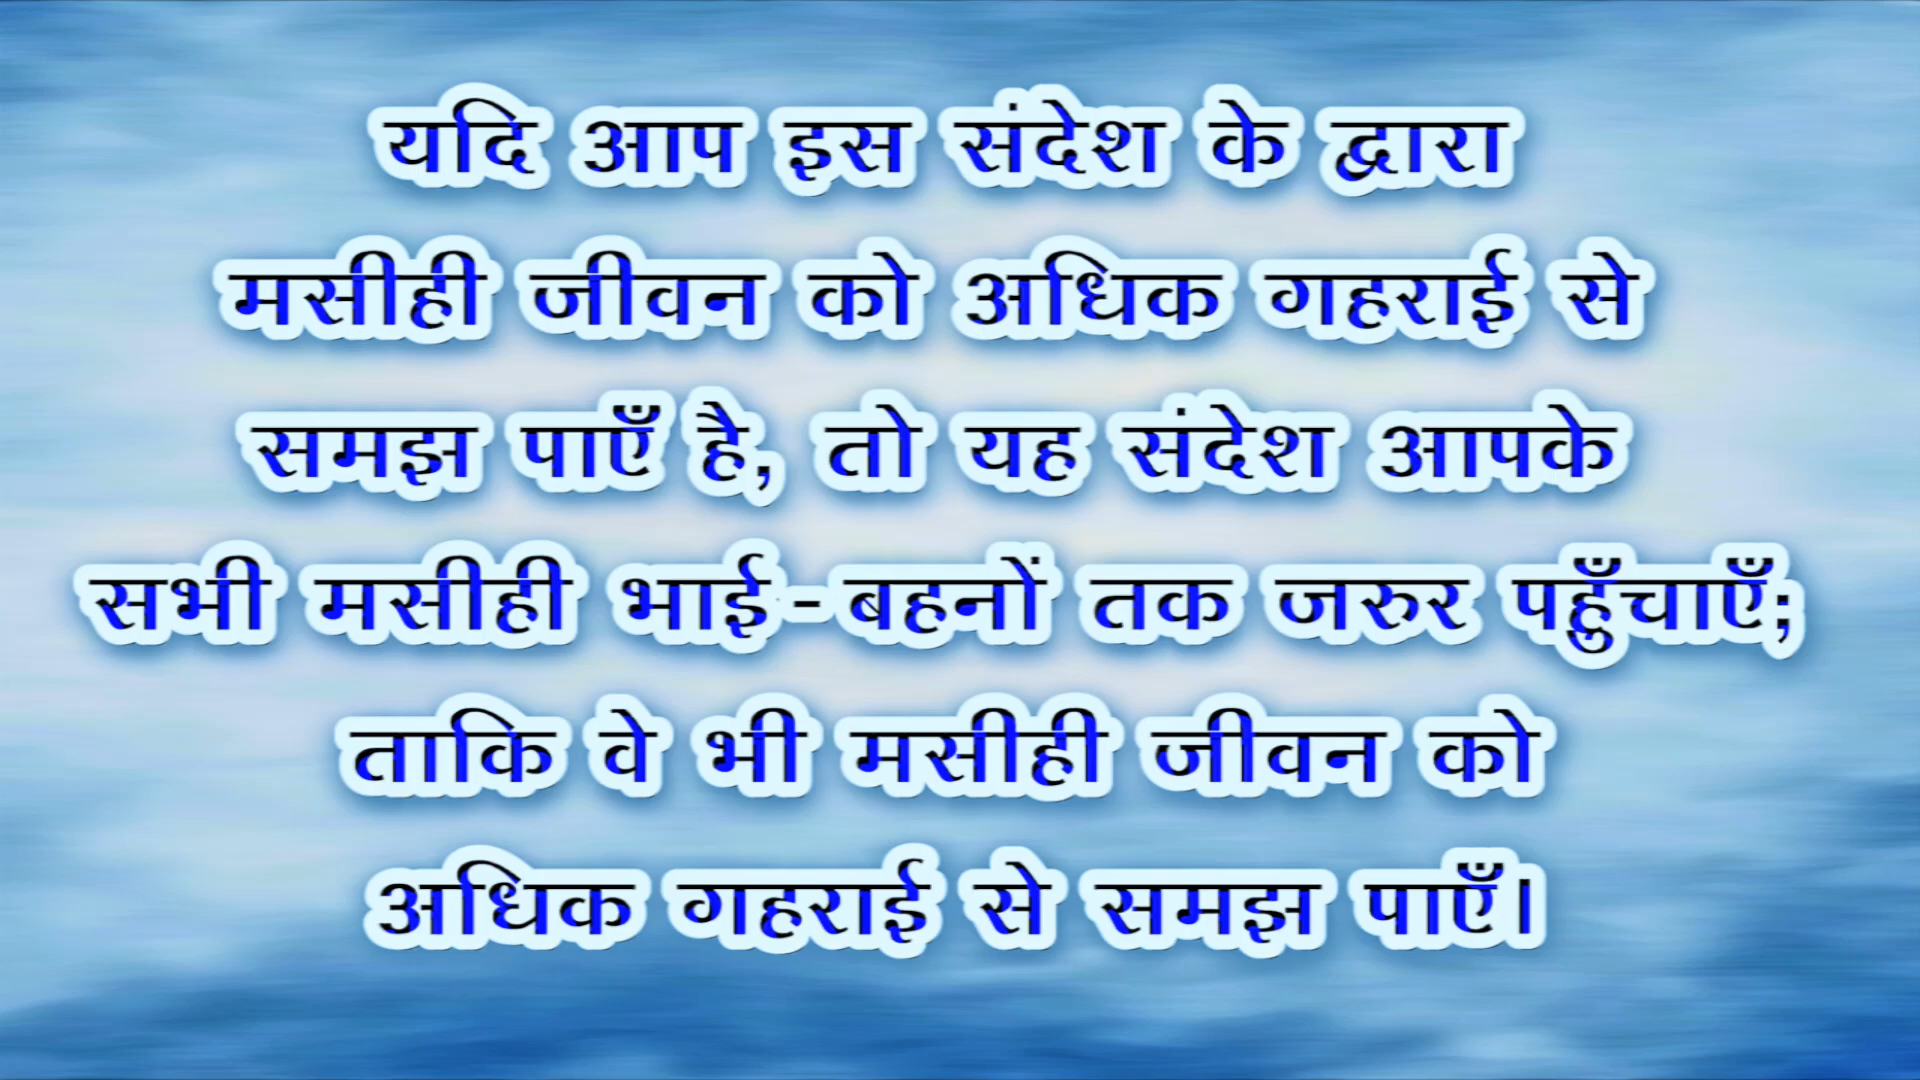 यदि आप इस संदेश के द्वारा
मसीही जीवन को अधिक गहराई से
समझ पाएँ है, तो यह संदेश आपके
सभी मसीही भाई-बहनों तक जरुर पहुँचाएँ;
ताकि वे भी मसीही जीवन को
अधिक गहराई से समझ पाएँ।